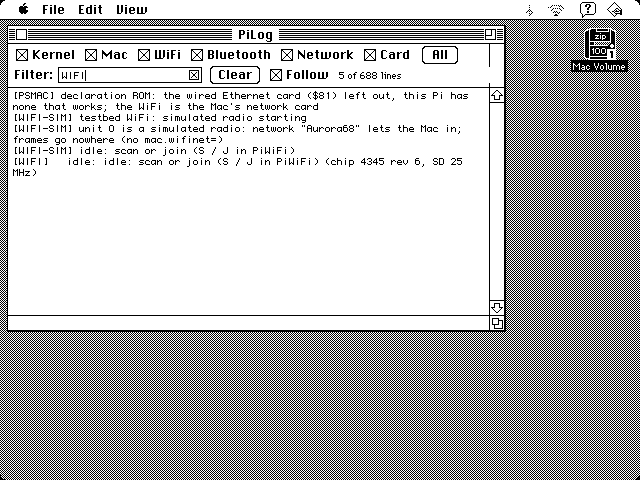 File Edit View
PiLog
Kernel Mac WiFi Bluetooth Network Card All
Filter: WIFI Clear Follow 5 of 688 lines
[PSMAC] declaration ROM: the wired Ethernet card ($81) left out, this Pi has
none that works; the WiFi is the Mac's network card
[WIFI-SIM] testbed WiFi: simulated radio starting
[WIFI-SIM] unit 0 is a simulated radio: network "Aurora68" lets the Mac in;
frames go nowhere (no mac.wifinet=)
[WIFI-SIM] idle: scan or join (S / J in PiWiFi)
[WIFI] idle: idle: scan or join (S / J in PiWiFi) (chip 4345 rev 6, SD 25
MHz)
zip
100
Mac Volume